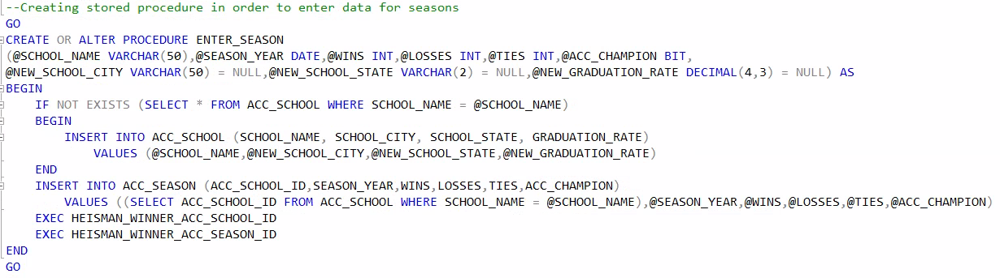 --Creating stored procedure in order to enter data for seasons
GO
CREATE OR ALTER PROCEDURE ENTER_SEASON
(@SCHOOL_NAME VARCHAR(50),@SEASON_YEAR DATE,@WINS INT,@LOSSES INT,@TIES INT,@ACC_CHAMPION BIT,
@NEW_SCHOOL_CITY VARCHAR(50) = NULL,@NEW_SCHOOL_STATE VARCHAR(2) = NULL,@NEW_GRADUATION_RATE DECIMAL(4,3) = NULL) AS
BEGIN
    IF NOT EXISTS (SELECT * FROM ACC_SCHOOL WHERE SCHOOL_NAME = @SCHOOL_NAME)
    BEGIN
        INSERT INTO ACC_SCHOOL (SCHOOL_NAME, SCHOOL_CITY, SCHOOL_STATE, GRADUATION_RATE)
            VALUES (@SCHOOL_NAME,@NEW_SCHOOL_CITY,@NEW_SCHOOL_STATE,@NEW_GRADUATION_RATE)
    END
    INSERT INTO ACC_SEASON (ACC_SCHOOL_ID,SEASON_YEAR,WINS,LOSSES,TIES,ACC_CHAMPION)
        VALUES ((SELECT ACC_SCHOOL_ID FROM ACC_SCHOOL WHERE SCHOOL_NAME = @SCHOOL_NAME),@SEASON_YEAR,@WINS,@LOSSES,@TIES,@ACC_CHAMPION)
    EXEC HEISMAN_WINNER_ACC_SCHOOL_ID
    EXEC HEISMAN_WINNER_ACC_SEASON_ID
END
GO